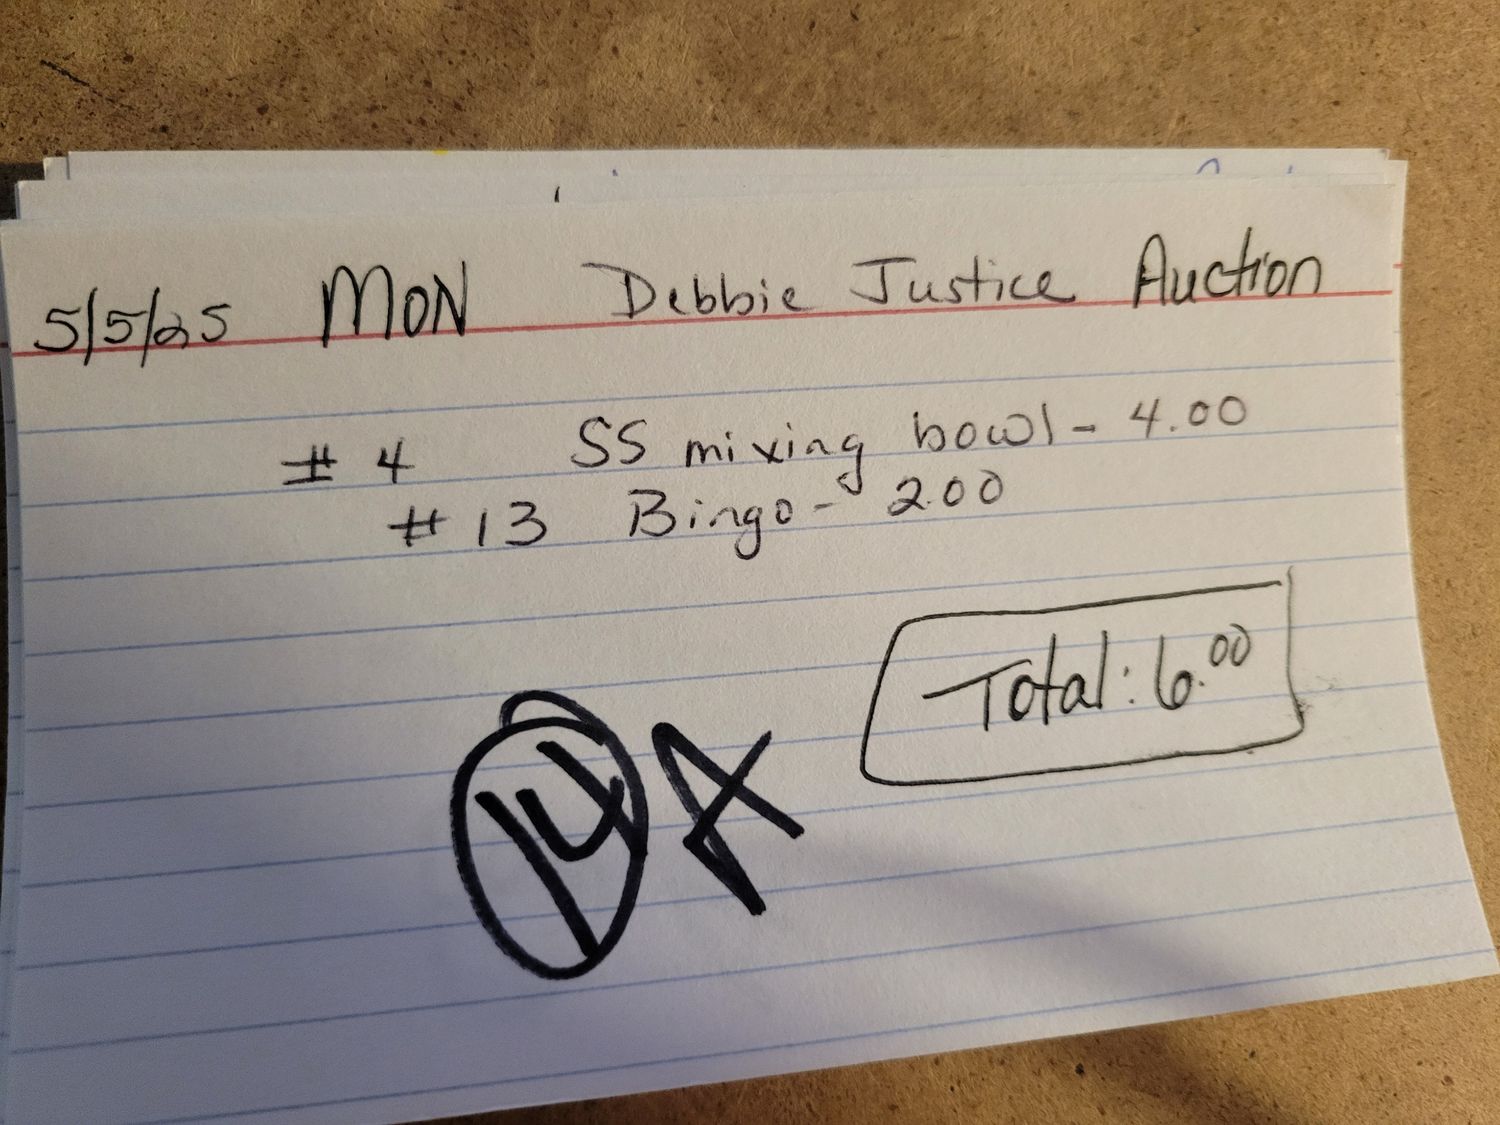 5/5/25 MON Debbie Justice Auction
# 4 SS mixing bowl - 4.00
# 13 Bingo - 2.00
Total: 6.00
14 A